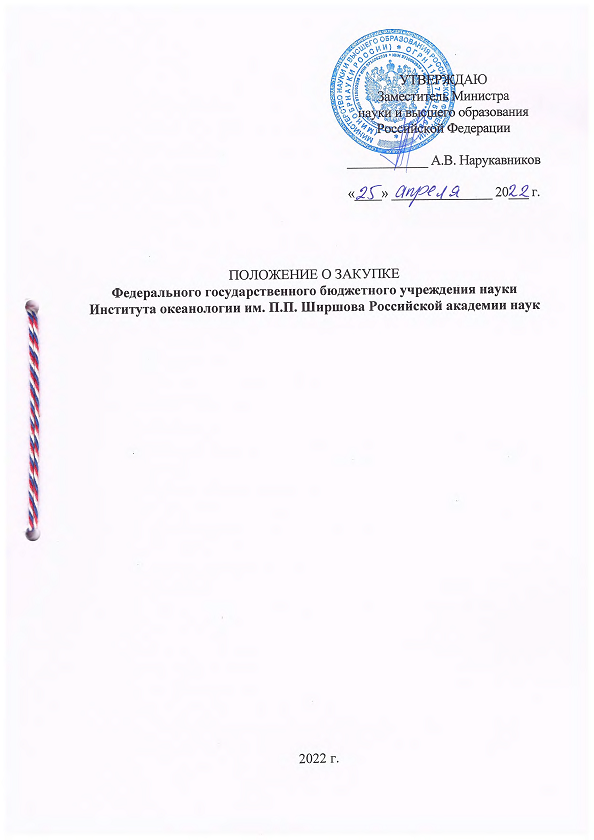 УТВЕРЖДАЮ
Заместитель Министра
науки и высшего образования
Российской Федерации
____________ А.В. Нарукавников
«25» апреля 2022 г.
ПОЛОЖЕНИЕ О ЗАКУПКЕ
Федерального государственного бюджетного учреждения науки
Института океанологии им. П.П. Ширшова Российской академии наук
2022 г.